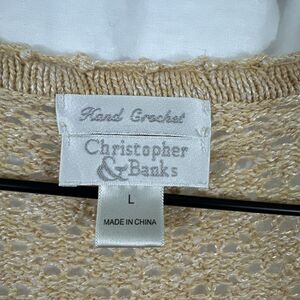 Hand Crochet
Christopher
& Banks
L
MADE IN CHINA